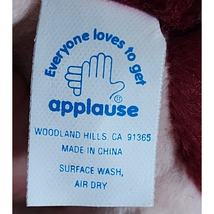 Everyone loves to get
applause®
WOODLAND HILLS, CA 91365
MADE IN CHINA
SURFACE WASH,
AIR DRY